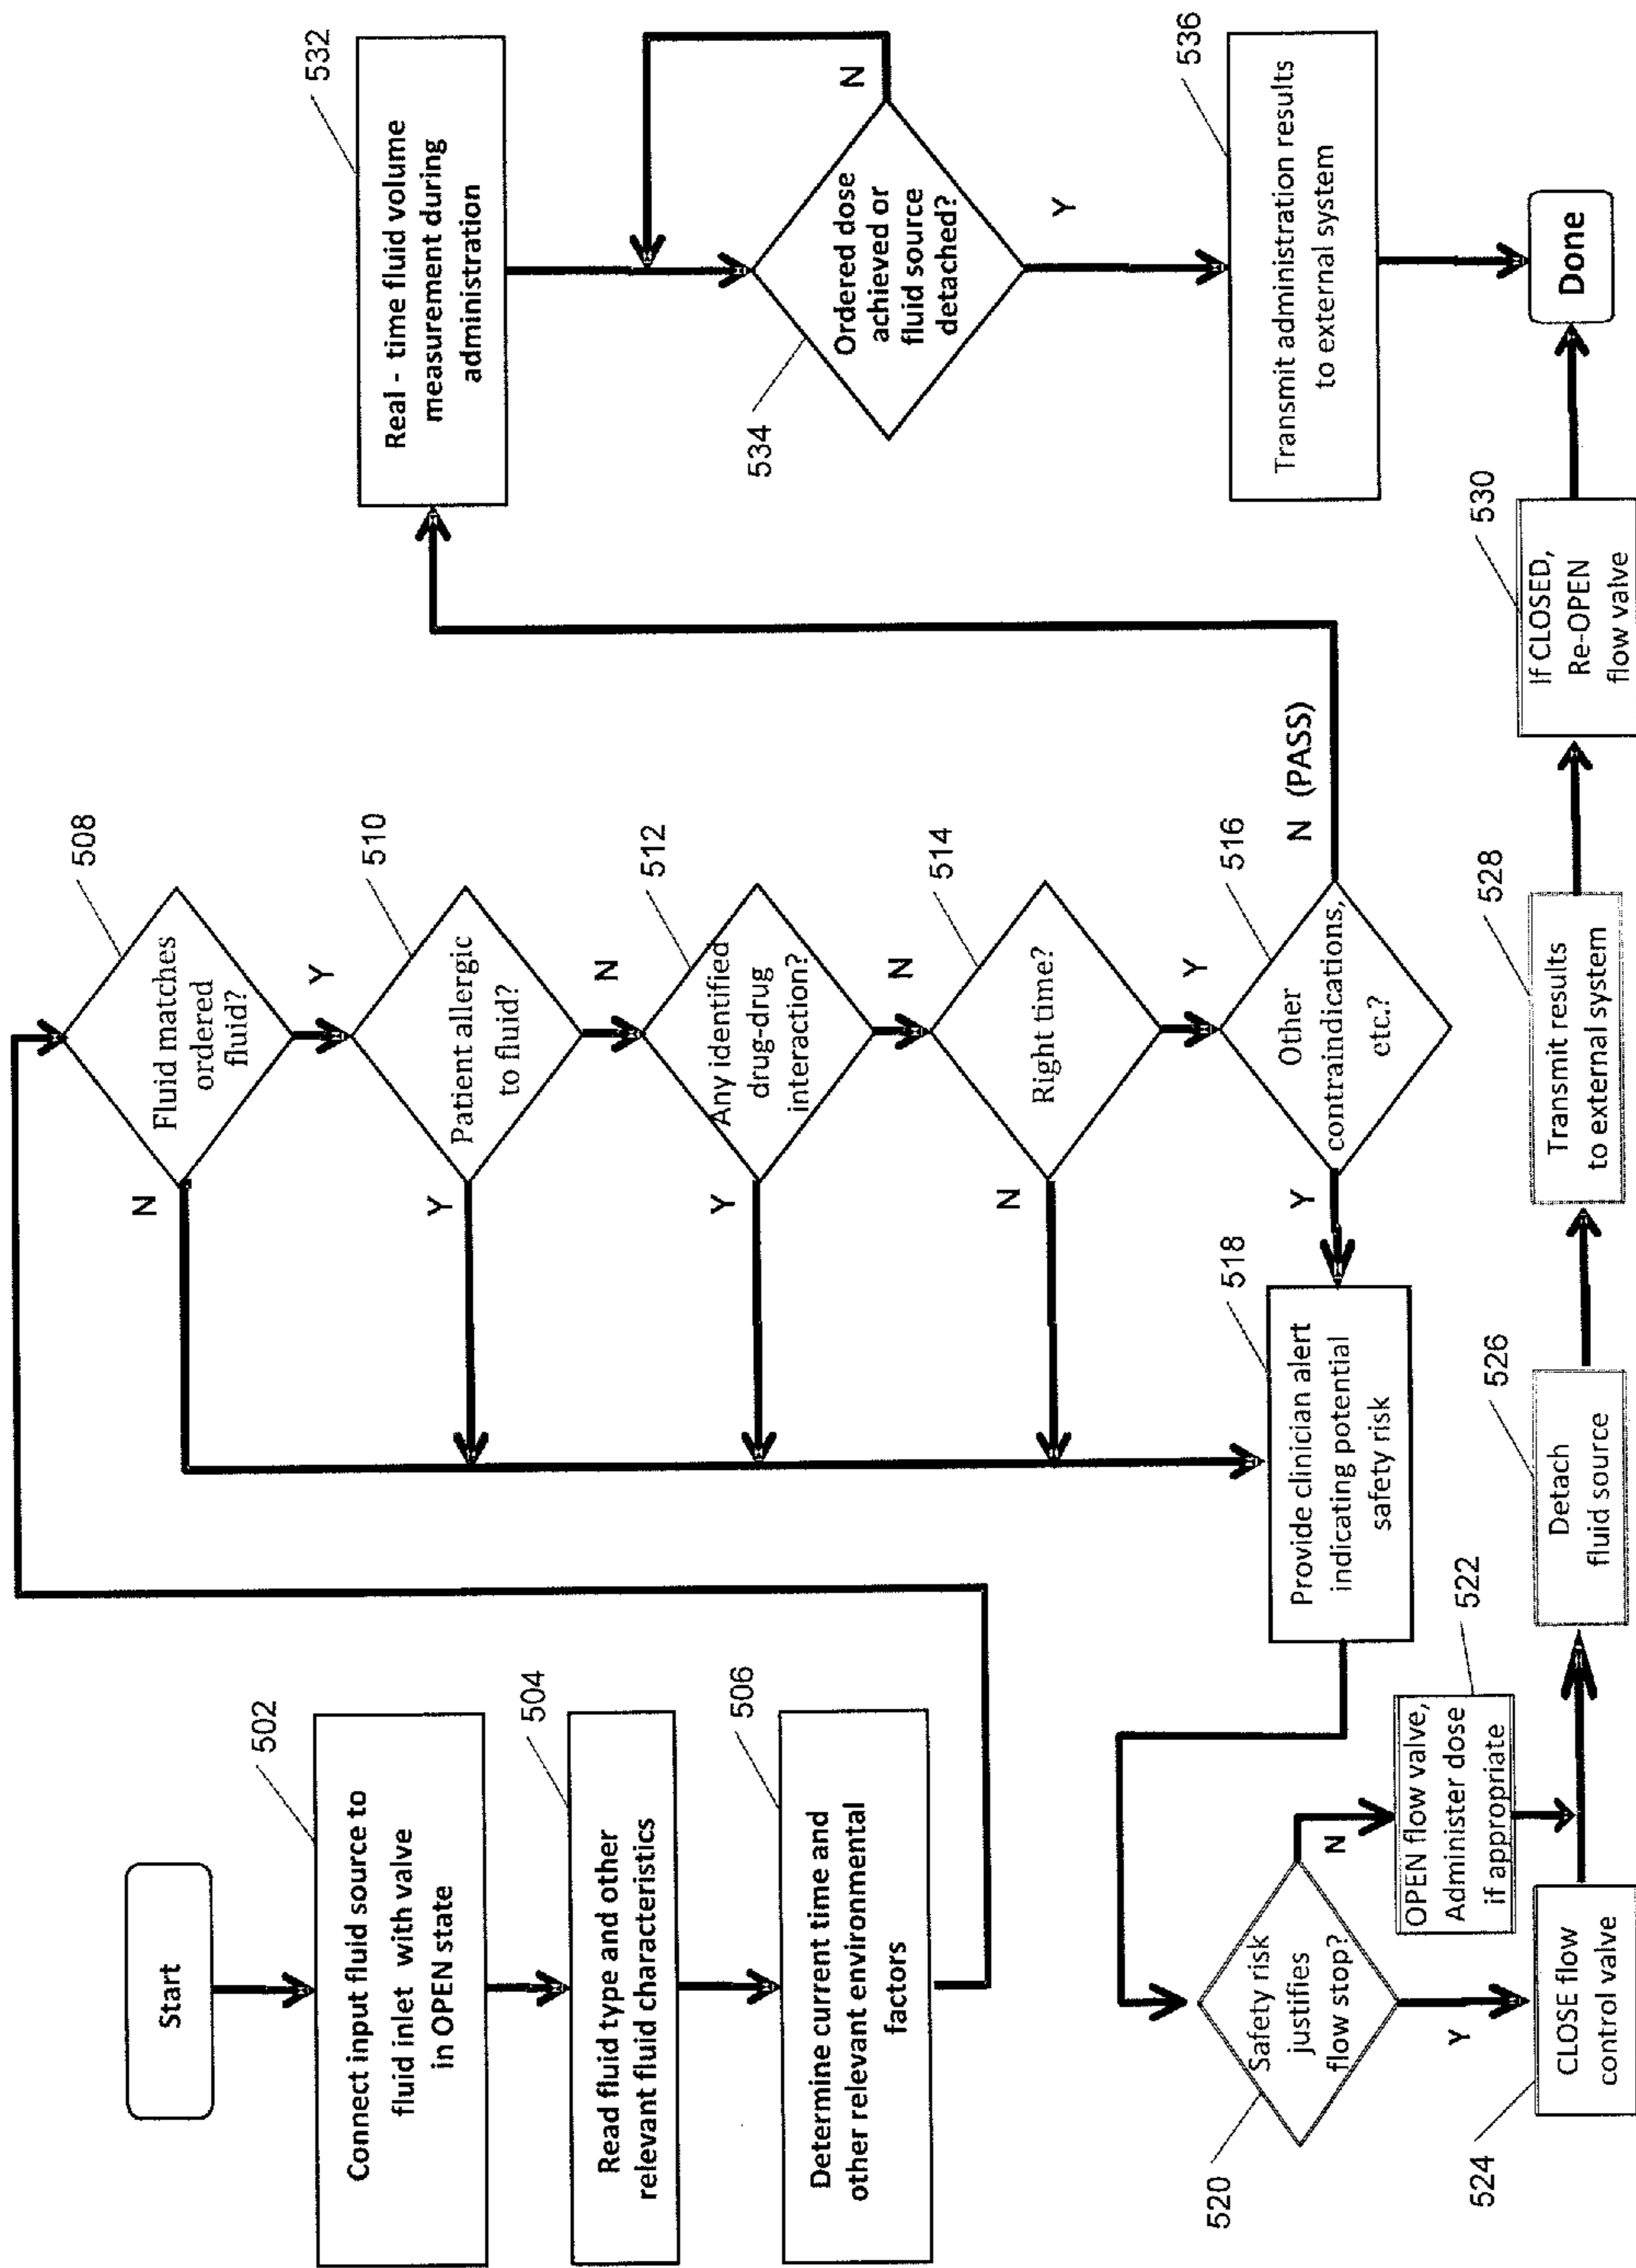 Start
502
Connect input fluid source to
fluid inlet with valve
in OPEN state
504
Read fluid type and other
relevant fluid characteristics
506
Determine current time and
other relevant environmental
factors
508
Fluid matches
ordered
fluid?
N
Y
510
Patient allergic
to fluid?
Y
N
512
Any identified
drug-drug
interaction?
Y
N
514
Right time?
N
Y
516
Other
contraindications,
etc.?
Y
N (PASS)
518
Provide clinician alert
indicating potential
safety risk
520
Safety risk
justifies
flow stop?
N
Y
522
OPEN flow valve,
Administer dose
if appropriate
524
CLOSE flow
control valve
526
Detach
fluid source
528
Transmit results
to external system
530
If CLOSED,
Re-OPEN
flow valve
532
Real - time fluid volume
measurement during
administration
534
Ordered dose
achieved or
fluid source
detached?
N
Y
536
Transmit administration results
to external system
Done